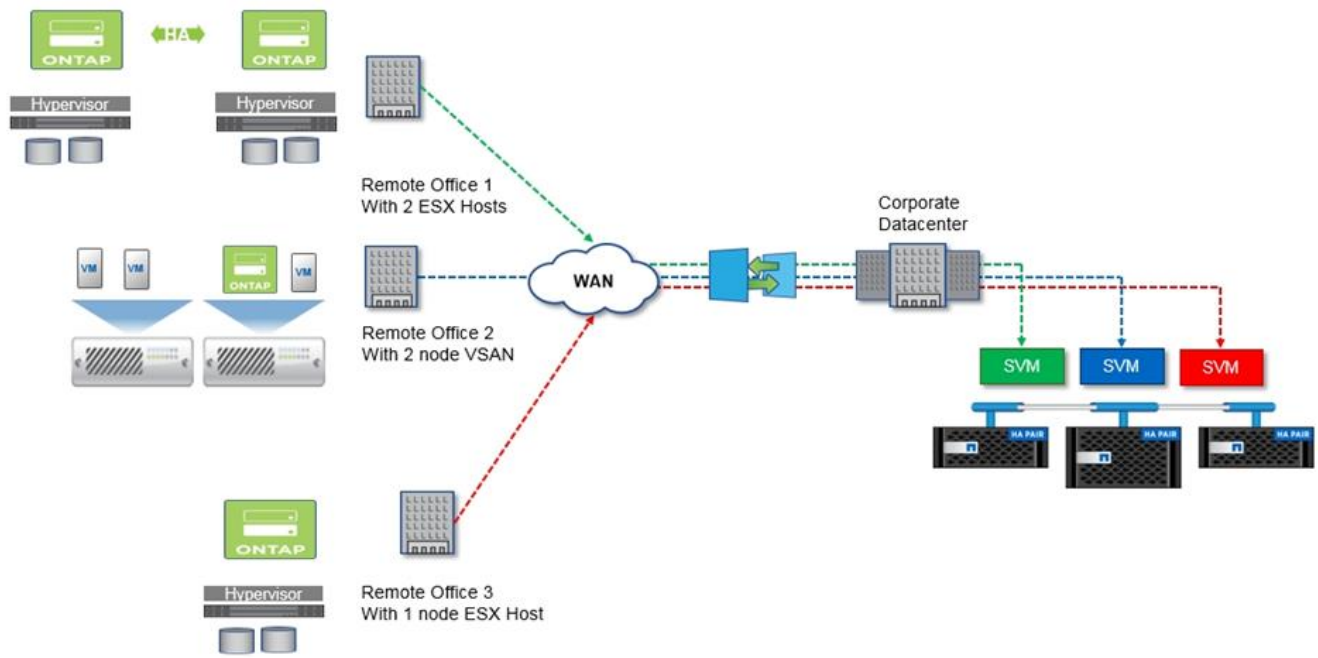 ONTAP
HA
ONTAP
Hypervisor
Hypervisor
Remote Office 1
With 2 ESX Hosts
VM
VM
ONTAP
VM
Remote Office 2
With 2 node VSAN
WAN
Corporate
Datacenter
SVM
SVM
SVM
HA PAIR
HA PAIR
HA PAIR
ONTAP
Hypervisor
Remote Office 3
With 1 node ESX Host